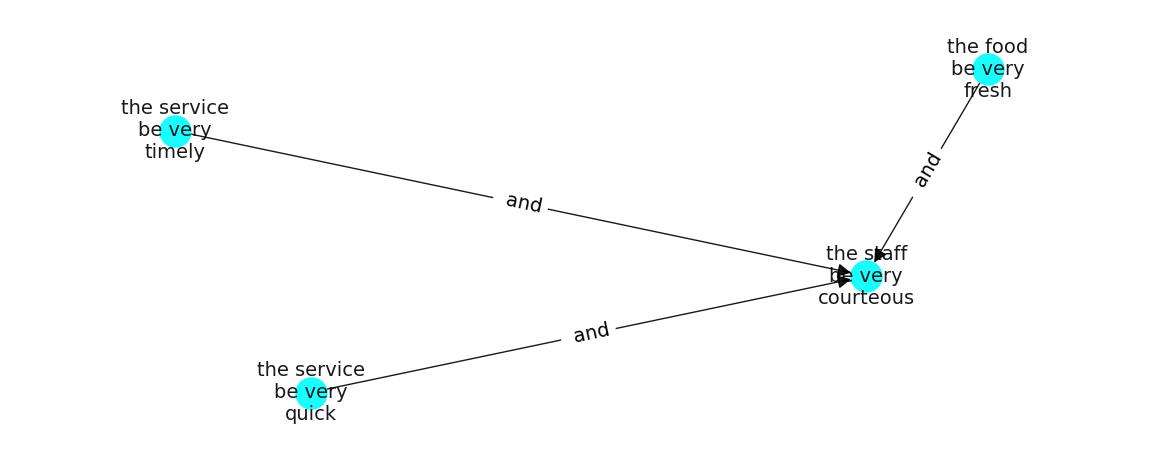 the food
be very
fresh
the service
be very
timely
and
and
the staff
be very
courteous
and
the service
be very
quick